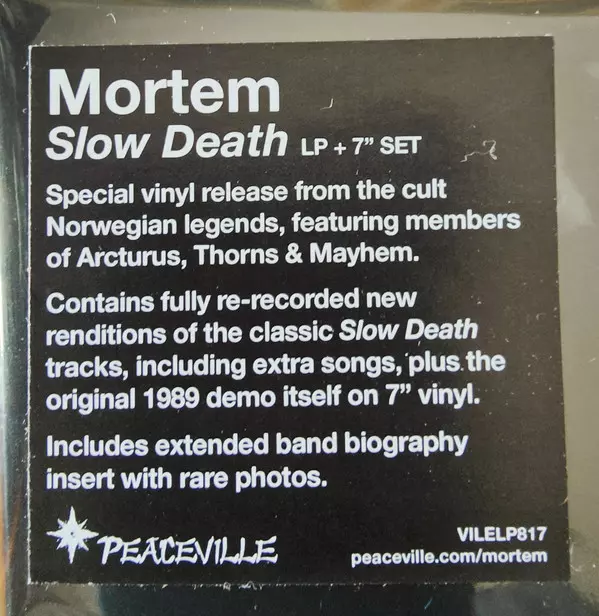 Mortem
Slow Death LP + 7” SET
Special vinyl release from the cult
Norwegian legends, featuring members
of Arcturus, Thorns & Mayhem.
Contains fully re-recorded new
renditions of the classic Slow Death
tracks, including extra songs, plus the
original 1989 demo itself on 7” vinyl.
Includes extended band biography
insert with rare photos.
PEACEVILLE
VILELP817
peaceville.com/mortem